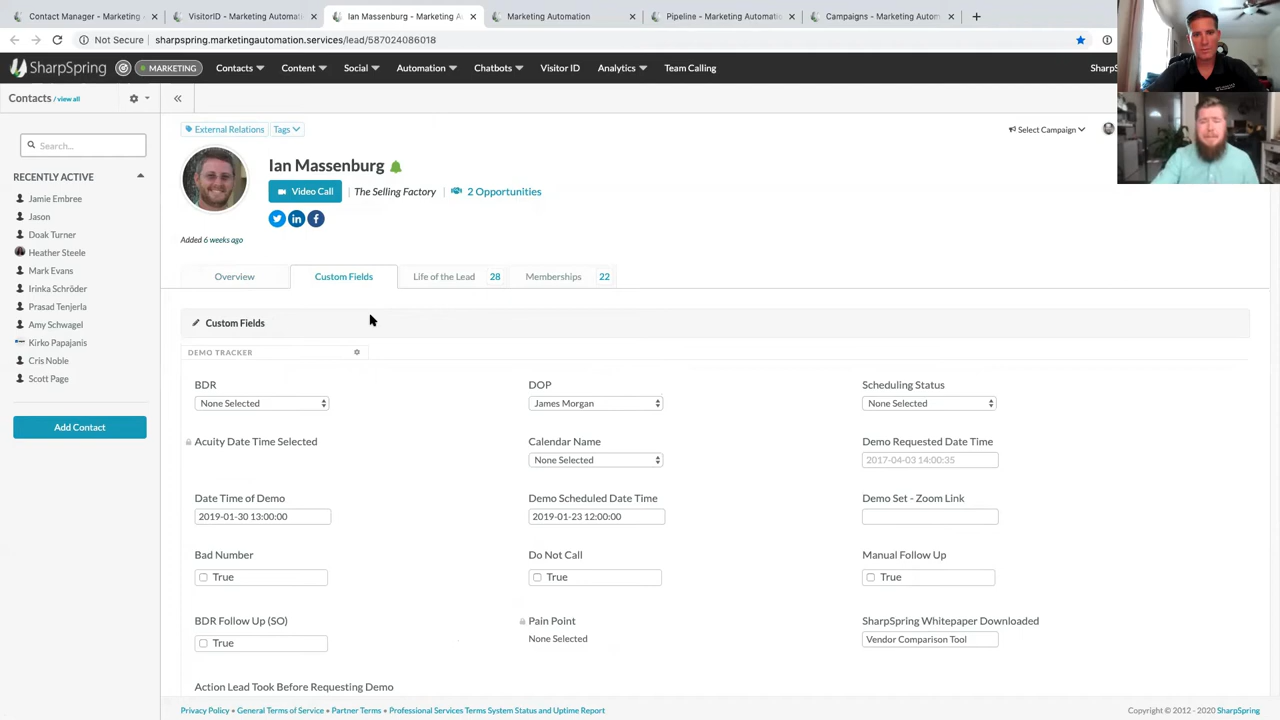 Contact Manager - Marketing A
VisitorID - Marketing Automati
Ian Massenburg - Marketing A
Marketing Automation
Pipeline - Marketing Automatio
Campaigns - Marketing Autom
Not Secure
sharpspring.marketingautomation.services/lead/587024086018
SharpSpring
MARKETING
Contacts
Content
Social
Automation
Chatbots
Visitor ID
Analytics
Team Calling
SharpS
Contacts / view all
Search...
RECENTLY ACTIVE
Jamie Embree
Jason
Doak Turner
Heather Steele
Mark Evans
Irinka Schröder
Prasad Tenjerla
Amy Schwagel
Kirko Papajanis
Cris Noble
Scott Page
Add Contact
External Relations
Tags
Select Campaign
Ian Massenburg
Video Call
The Selling Factory
2 Opportunities
Added 6 weeks ago
Overview
Custom Fields
Life of the Lead 28
Memberships 22
Custom Fields
DEMO TRACKER
BDR
DOP
Scheduling Status
None Selected
James Morgan
None Selected
Acuity Date Time Selected
Calendar Name
Demo Requested Date Time
None Selected
2017-04-03 14:00:35
Date Time of Demo
Demo Scheduled Date Time
Demo Set - Zoom Link
2019-01-30 13:00:00
2019-01-23 12:00:00
Bad Number
Do Not Call
Manual Follow Up
True
True
True
BDR Follow Up (SO)
Pain Point
SharpSpring Whitepaper Downloaded
True
None Selected
Vendor Comparison Tool
Action Lead Took Before Requesting Demo
Privacy Policy • General Terms of Service • Partner Terms • Professional Services Terms System Status and Uptime Report
Copyright © 2012 - 2020 SharpSpring